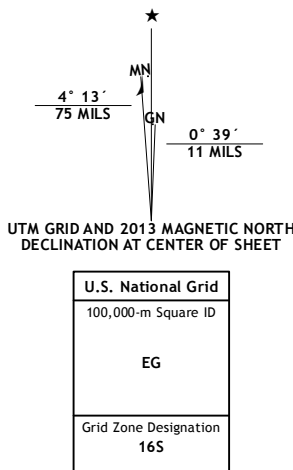 ★
MN
4° 13´
75 MILS
GN
0° 39´
11 MILS
UTM GRID AND 2013 MAGNETIC NORTH
DECLINATION AT CENTER OF SHEET
U.S. National Grid
100,000-m Square ID
EG
Grid Zone Designation
16S